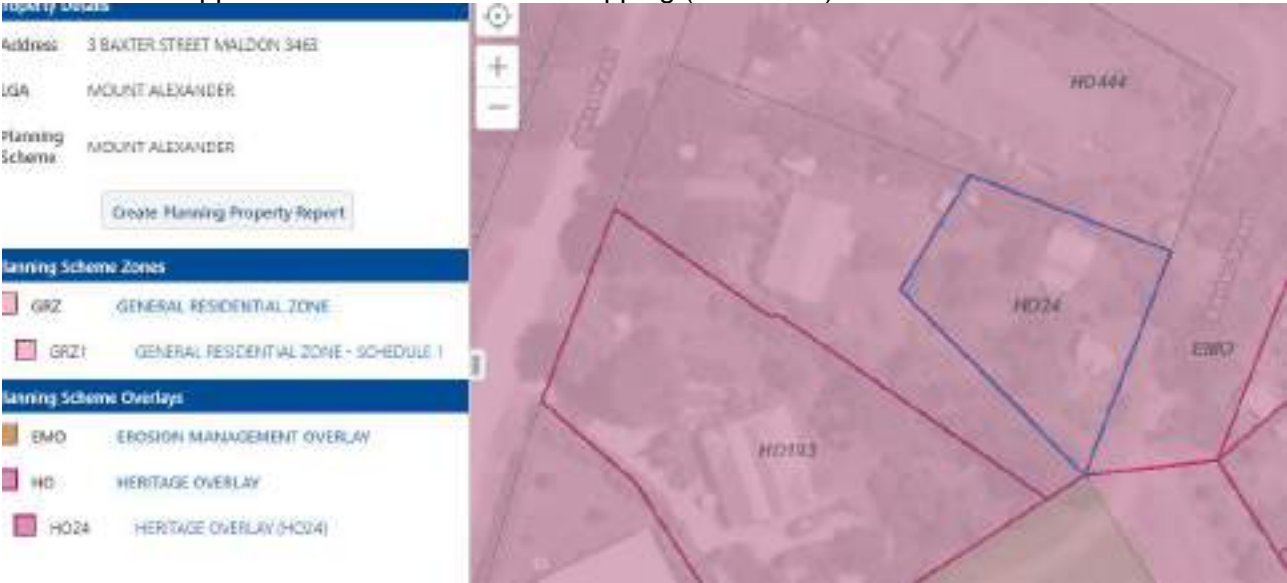 Property Details
Address 3 BAXTER STREET MALDON 3463
LGA MOUNT ALEXANDER
Planning Scheme MOUNT ALEXANDER
Create Planning Property Report
Planning Scheme Zones
GRZ GENERAL RESIDENTIAL ZONE
GRZ1 GENERAL RESIDENTIAL ZONE - SCHEDULE 1
Planning Scheme Overlays
EMO EROSION MANAGEMENT OVERLAY
HO HERITAGE OVERLAY
HO24 HERITAGE OVERLAY (HO24)
+
−
HO444
HO24
EMO
HO193